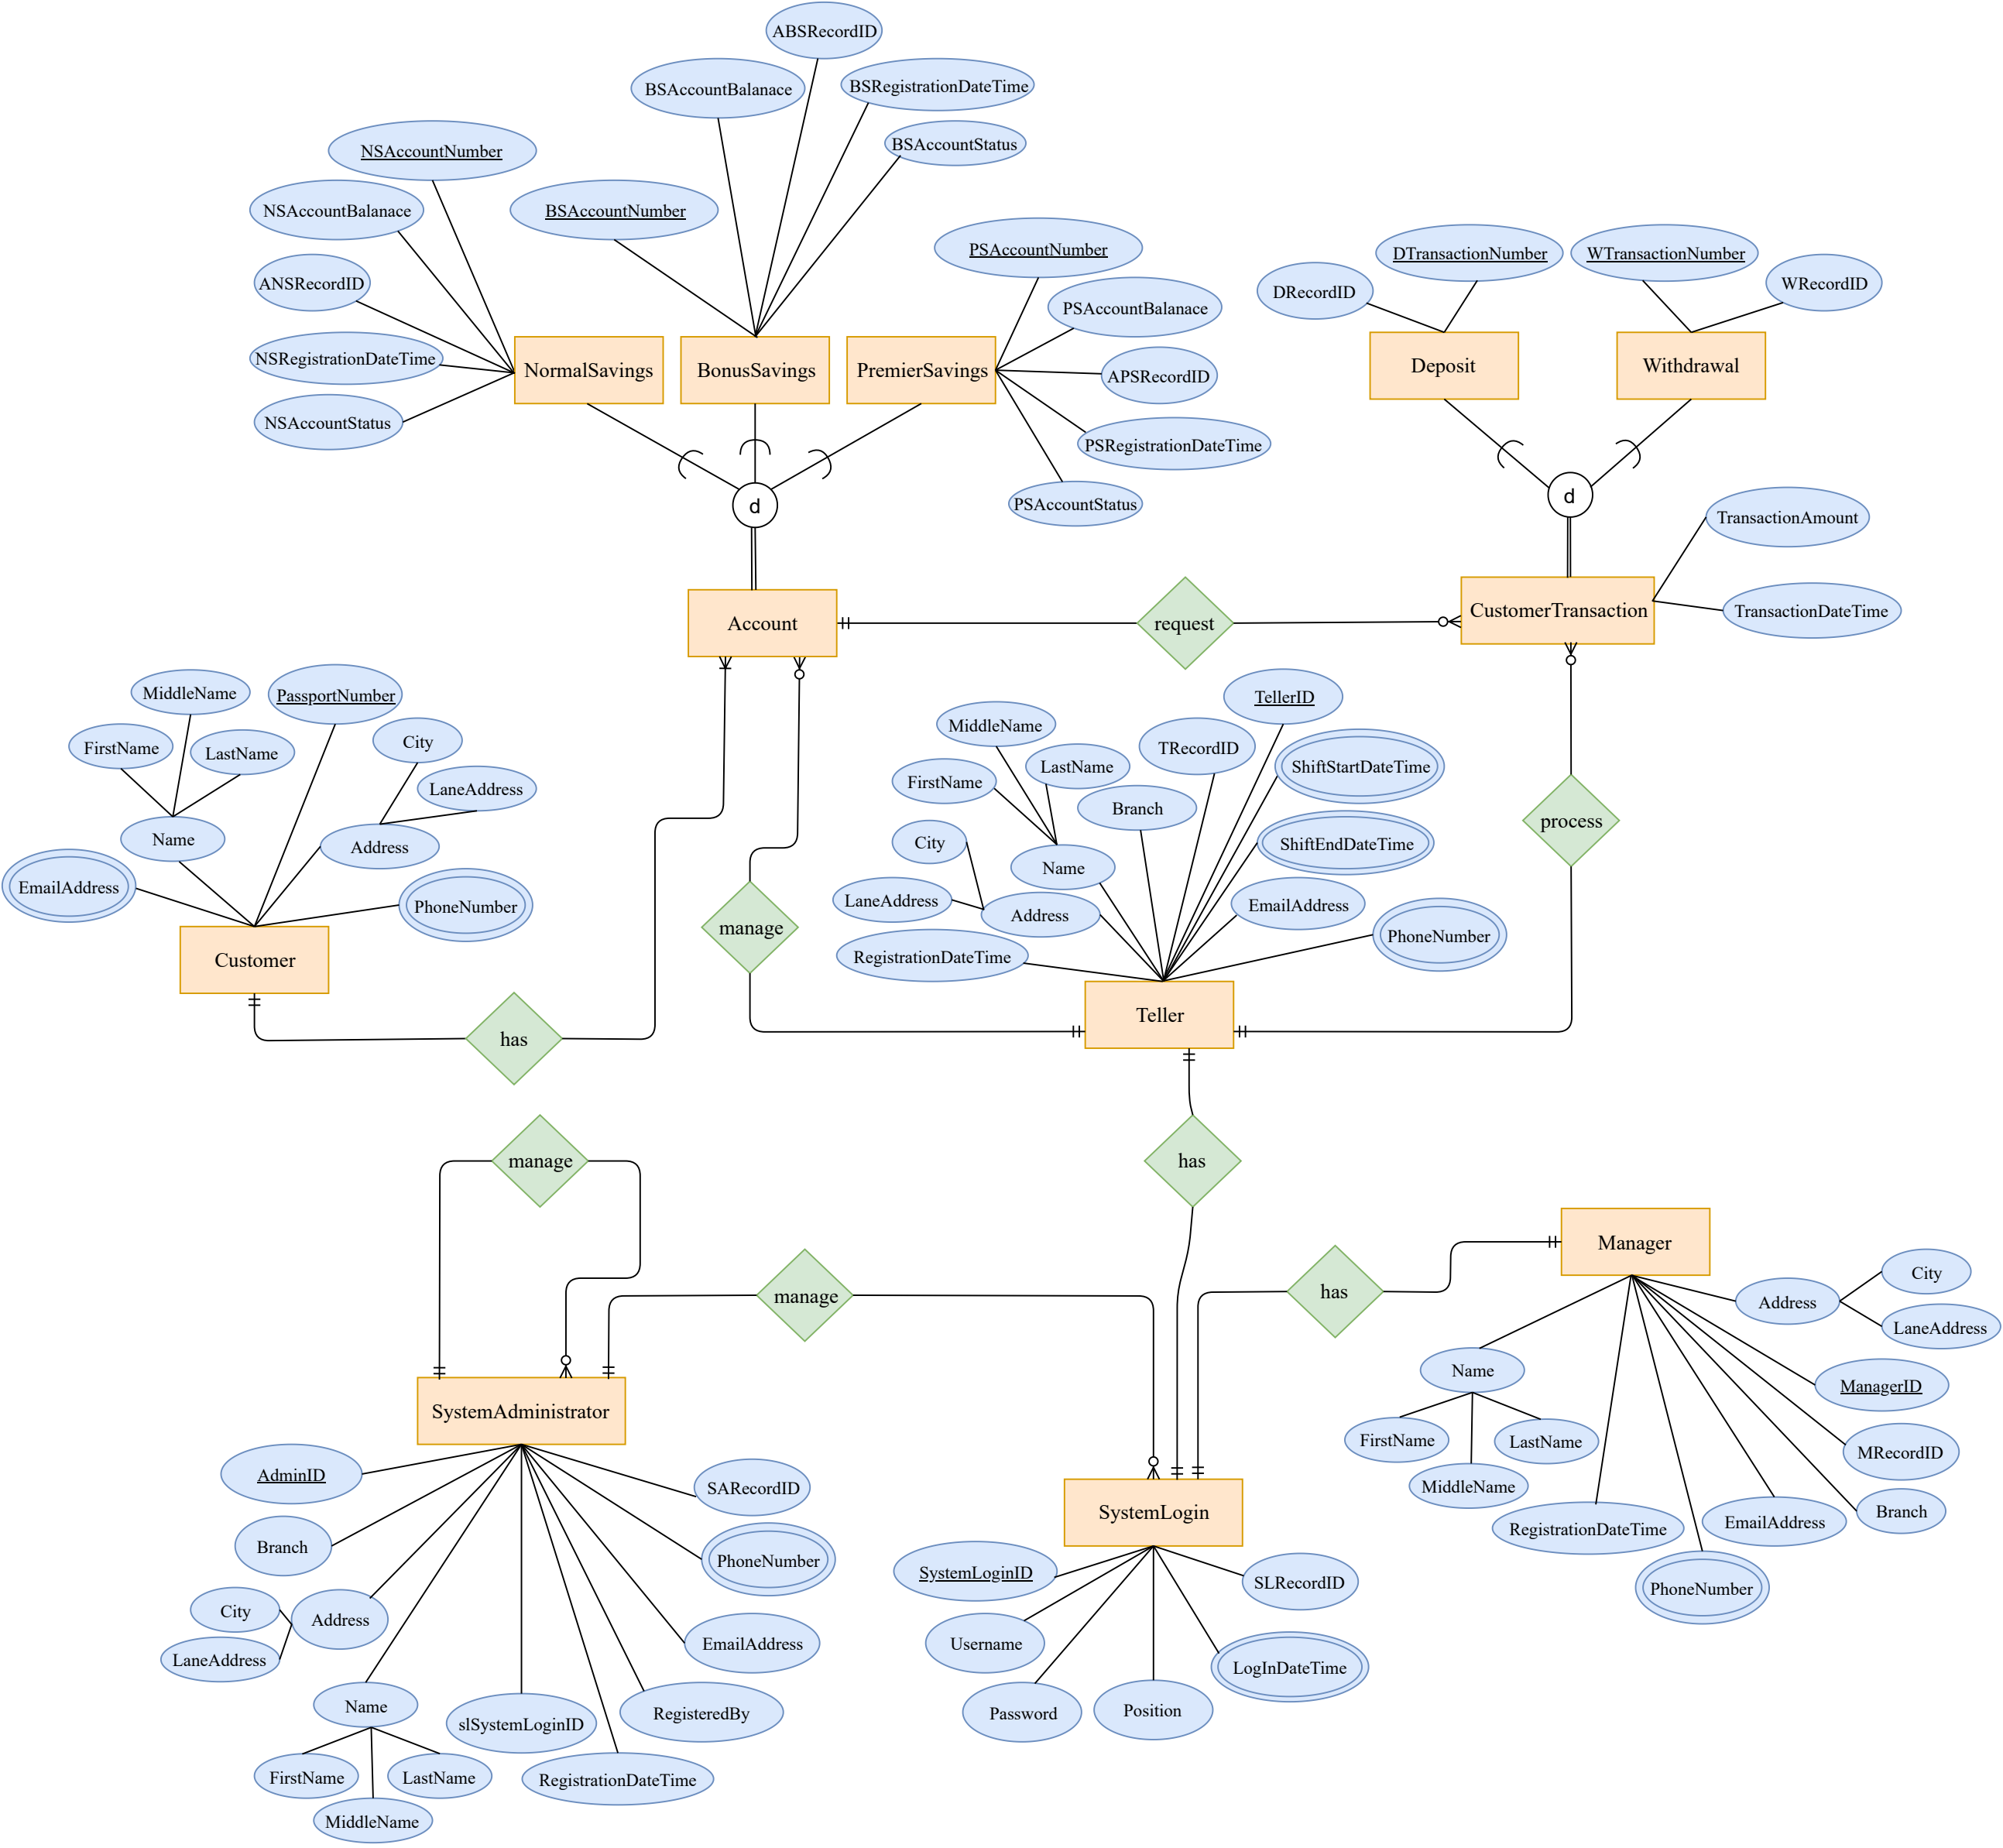 ABSRecordID
BSAccountBalanace
BSRegistrationDateTime
BSAccountStatus
NSAccountNumber
NSAccountBalanace
BSAccountNumber
ANSRecordID
NSRegistrationDateTime
NSAccountStatus
PSAccountNumber
PSAccountBalanace
APSRecordID
PSRegistrationDateTime
PSAccountStatus
DRecordID
DTransactionNumber
WTransactionNumber
WRecordID
NormalSavings
BonusSavings
PremierSavings
Deposit
Withdrawal
d
d
TransactionAmount
TransactionDateTime
Account
request
CustomerTransaction
MiddleName
PassportNumber
FirstName
LastName
City
LaneAddress
Name
Address
EmailAddress
PhoneNumber
Customer
has
manage
TellerID
MiddleName
TRecordID
LastName
ShiftStartDateTime
FirstName
Branch
City
Name
ShiftEndDateTime
LaneAddress
Address
EmailAddress
PhoneNumber
RegistrationDateTime
Teller
process
manage
has
Manager
manage
has
City
Address
LaneAddress
Name
ManagerID
FirstName
LastName
MRecordID
MiddleName
RegistrationDateTime
EmailAddress
Branch
PhoneNumber
SystemAdministrator
AdminID
SARecordID
Branch
PhoneNumber
City
Address
LaneAddress
EmailAddress
Name
slSystemLoginID
RegisteredBy
FirstName
LastName
RegistrationDateTime
MiddleName
SystemLogin
SystemLoginID
SLRecordID
Username
LogInDateTime
Password
Position